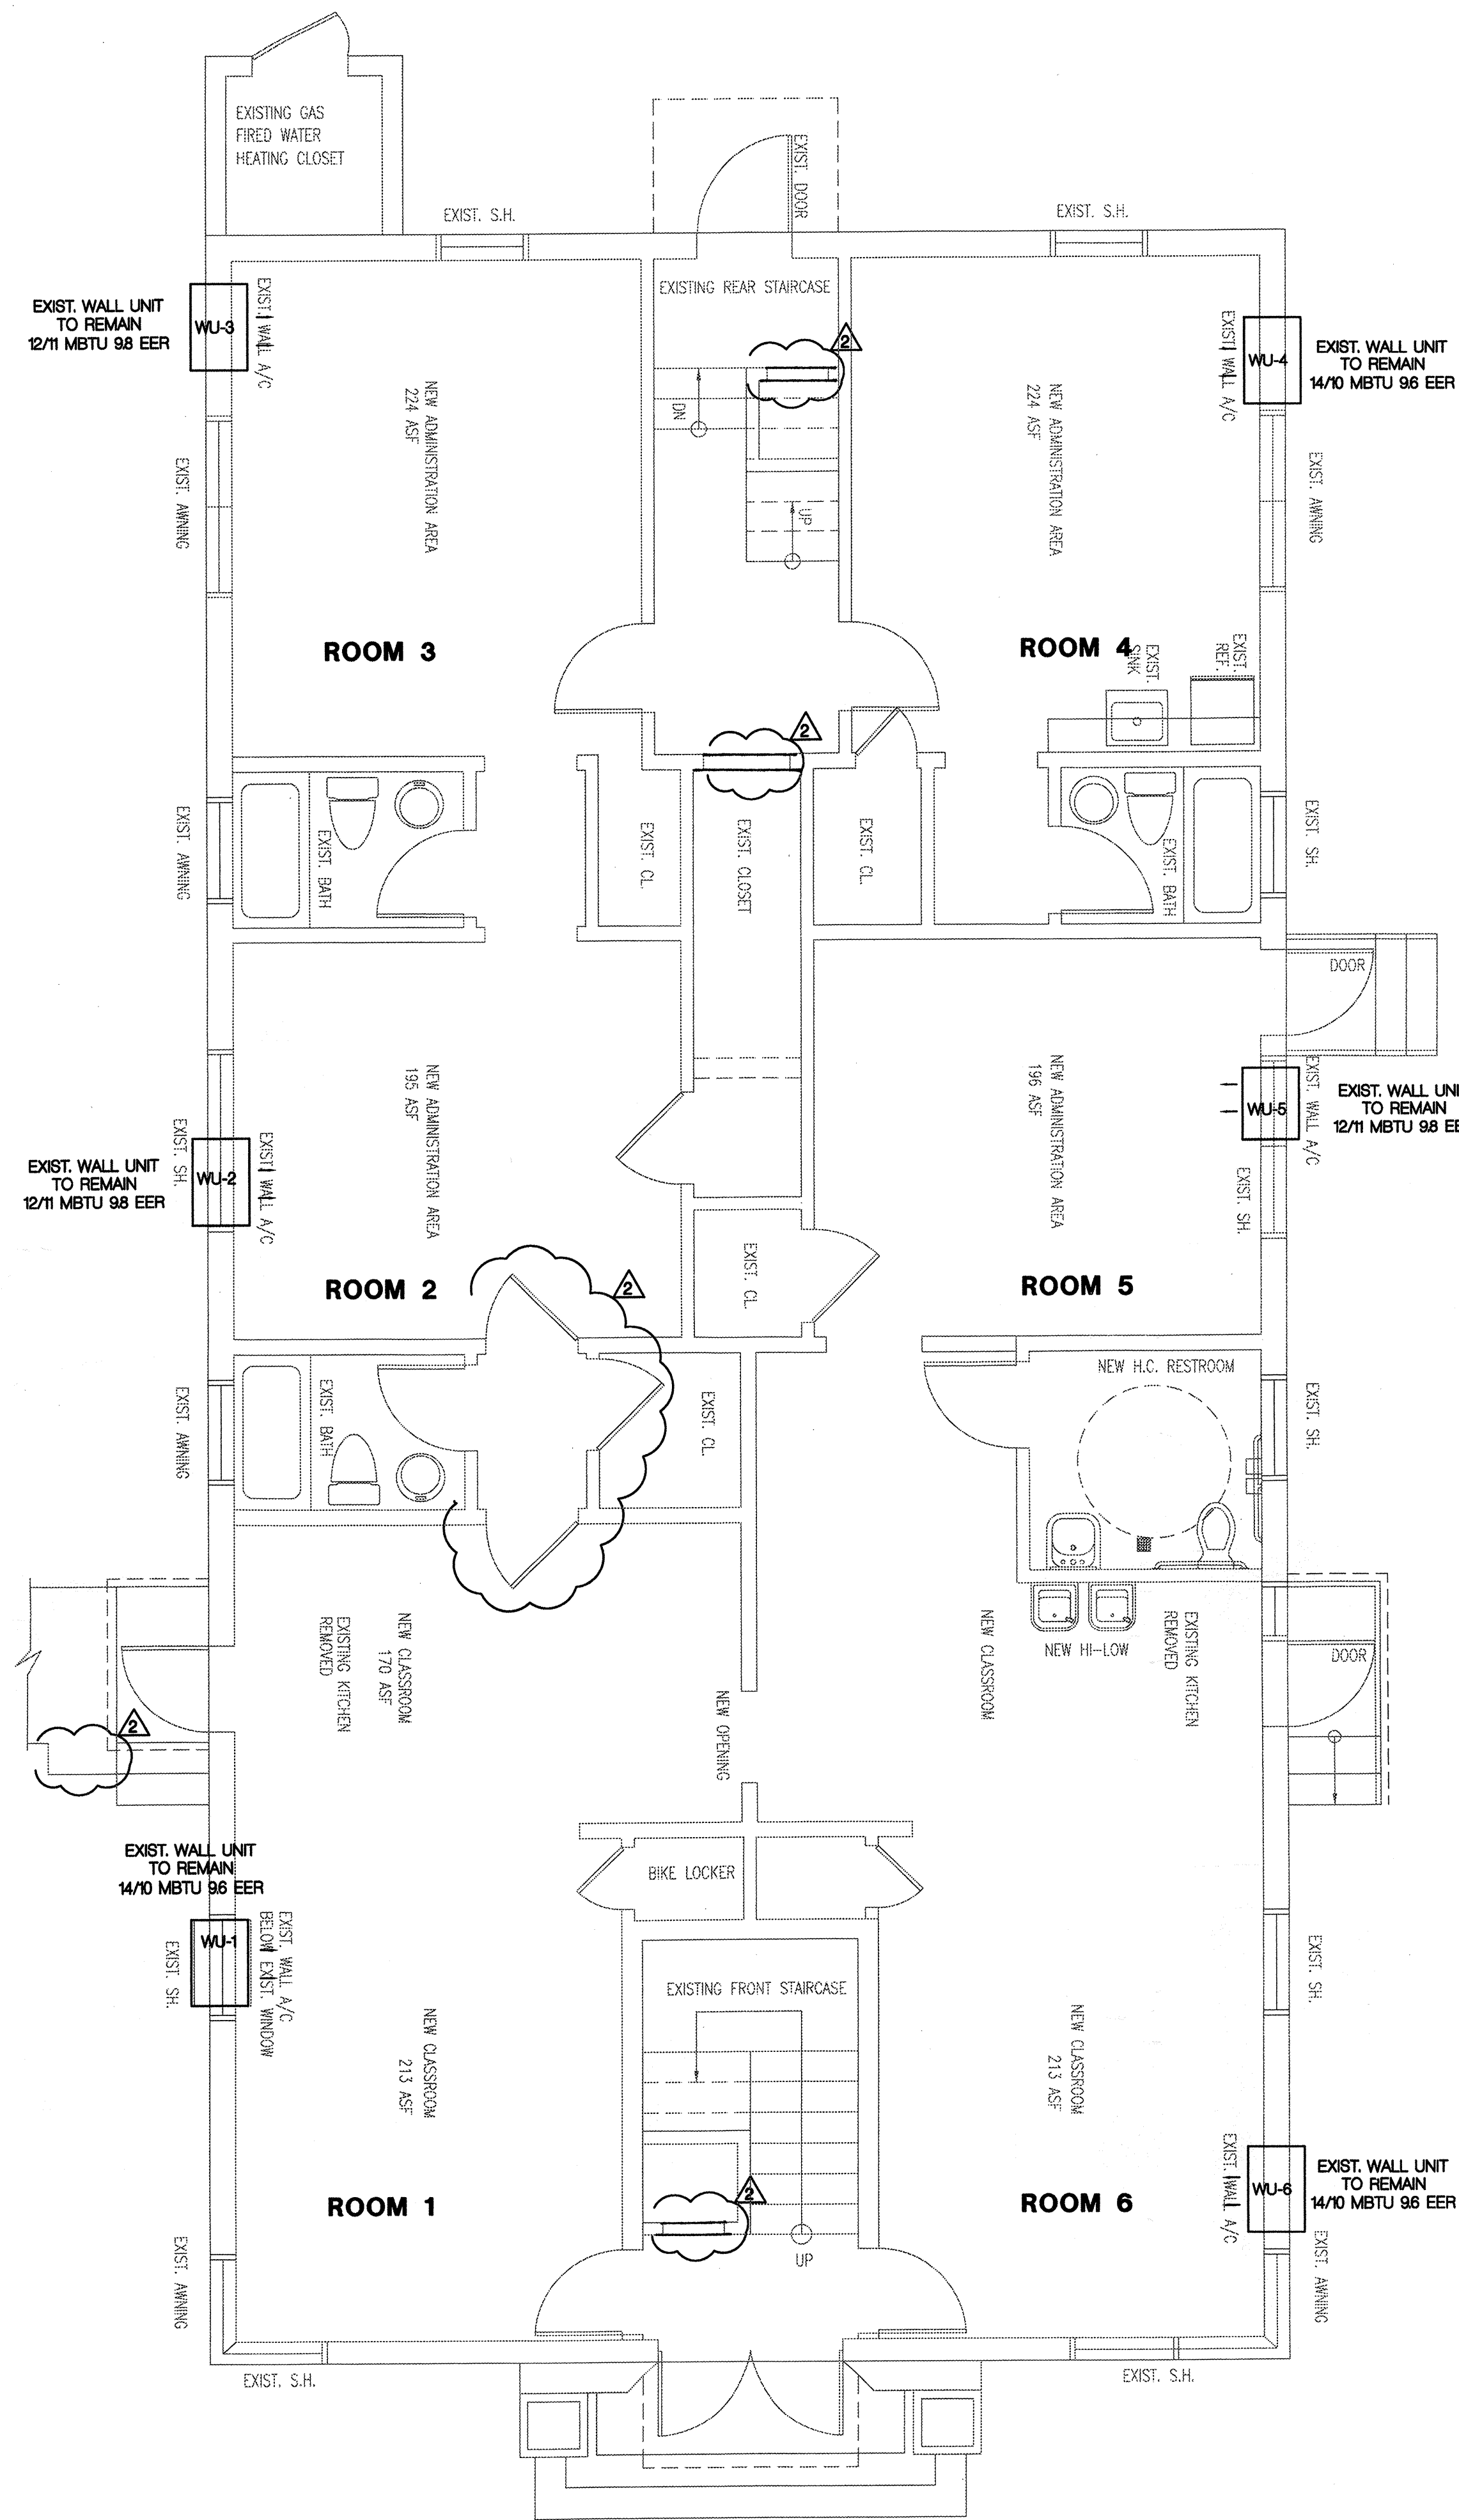 EXISTING GAS
FIRED WATER
HEATING CLOSET
EXIST. DOOR
EXIST. S.H.
EXIST. S.H.
EXISTING REAR STAIRCASE
EXIST. WALL UNIT
TO REMAIN
12/11 MBTU 9.8 EER
WU-3
EXIST. WALL A/C
2
WU-4
EXIST. WALL A/C
EXIST. WALL UNIT
TO REMAIN
14/10 MBTU 9.6 EER
NEW ADMINISTRATION AREA
224 ASF
DN
UP
NEW ADMINISTRATION AREA
224 ASF
EXIST. AWNING
EXIST. AWNING
ROOM 3
ROOM 4
EXIST.
SINK
EXIST.
REF.
2
EXIST. AWNING
EXIST. BATH
EXIST. CL.
EXIST. CLOSET
EXIST. CL.
EXIST. BATH
EXIST. SH.
DOOR
NEW ADMINISTRATION AREA
195 ASF
NEW ADMINISTRATION AREA
196 ASF
EXIST. WALL UNIT
TO REMAIN
12/11 MBTU 9.8 EER
EXIST. SH.
WU-2
EXIST. WALL A/C
WU-5
EXIST. WALL A/C
EXIST. WALL
TO REMAIN
12/11 MBTU 9.8
EXIST. SH.
EXIST. CL.
ROOM 2
2
ROOM 5
NEW H.C. RESTROOM
EXIST. AWNING
EXIST. BATH
EXIST. CL.
EXIST. SH.
EXISTING KITCHEN
REMOVED
NEW CLASSROOM
170 ASF
NEW OPENING
NEW CLASSROOM
NEW HI-LOW
EXISTING KITCHEN
REMOVED
DOOR
2
EXIST. WALL UNIT
TO REMAIN
14/10 MBTU 9.6 EER
BIKE LOCKER
WU-1
EXIST. SH.
EXIST. WALL A/C
BELOW EXIST. WINDOW
EXIST. SH.
EXISTING FRONT STAIRCASE
NEW CLASSROOM
213 ASF
NEW CLASSROOM
213 ASF
ROOM 1
2
UP
ROOM 6
EXIST. WALL A/C
WU-6
EXIST. WALL UNIT
TO REMAIN
14/10 MBTU 9.6 EER
EXIST. AWNING
EXIST. AWNING
EXIST. S.H.
EXIST. S.H.